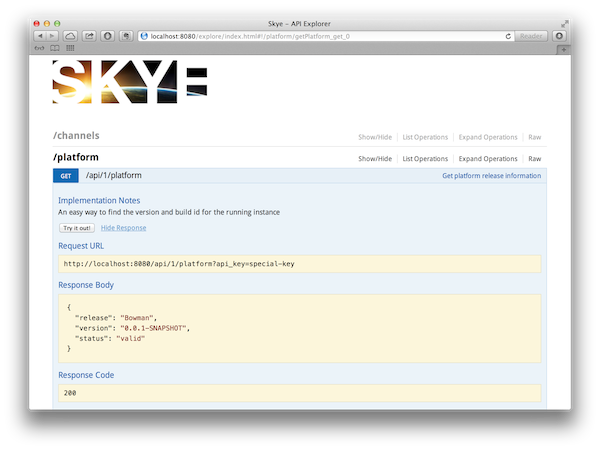 Skye – API Explorer
localhost:8080/explore/index.html#!/platform/getPlatform_get_0
Reader
SKYE
/channels
Show/Hide
List Operations
Expand Operations
Raw
/platform
Show/Hide
List Operations
Expand Operations
Raw
GET
/api/1/platform
Get platform release information
Implementation Notes
An easy way to find the version and build id for the running instance
Try it out!
Hide Response
Request URL
http://localhost:8080/api/1/platform?api_key=special-key
Response Body
{
"release": "Bowman",
"version": "0.0.1-SNAPSHOT",
"status": "valid"
}
Response Code
200